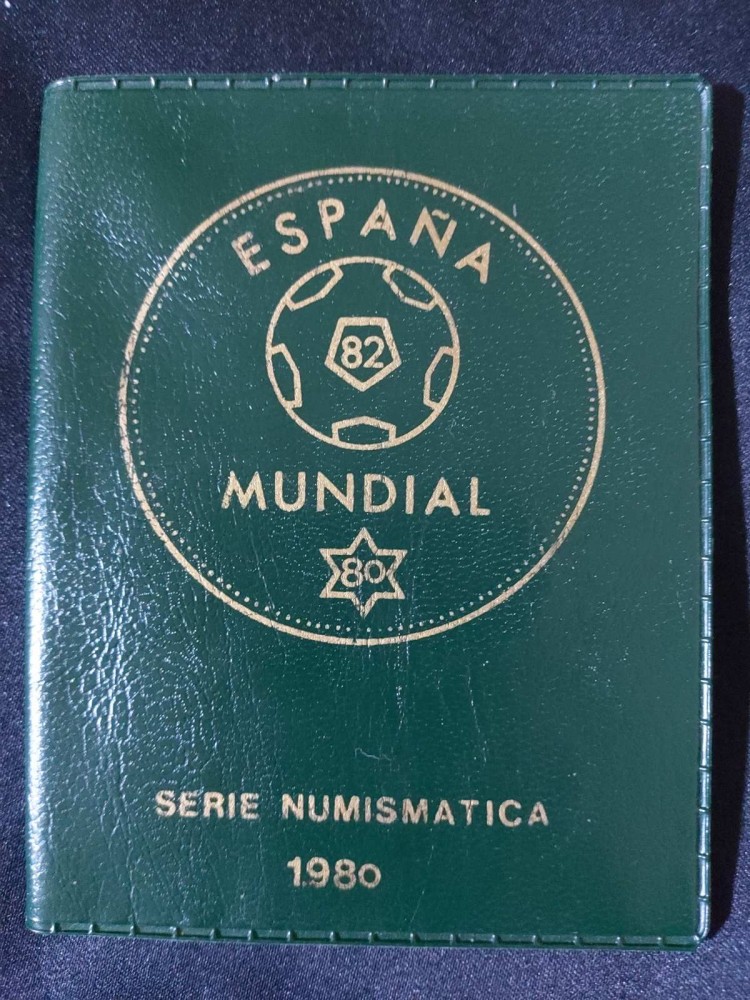 ESPAÑA
82
MUNDIAL
80
SERIE NUMISMATICA
1980